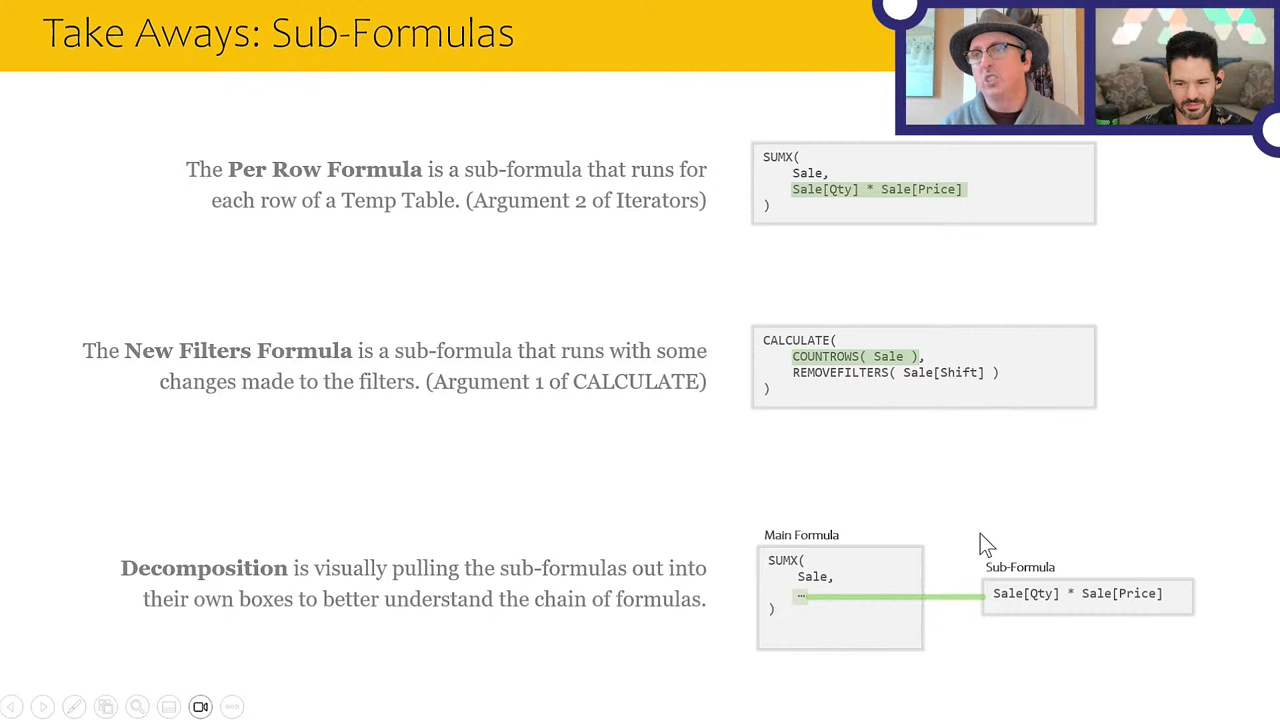 Take Aways: Sub-Formulas
The Per Row Formula is a sub-formula that runs for
each row of a Temp Table. (Argument 2 of Iterators)
SUMX(
Sale,
Sale[Qty] * Sale[Price]
)
The New Filters Formula is a sub-formula that runs with some
changes made to the filters. (Argument 1 of CALCULATE)
CALCULATE(
COUNTROWS( Sale ),
REMOVEFILTERS( Sale[Shift] )
)
Decomposition is visually pulling the sub-formulas out into
their own boxes to better understand the chain of formulas.
Main Formula
SUMX(
Sale,
…
)
Sub-Formula
Sale[Qty] * Sale[Price]